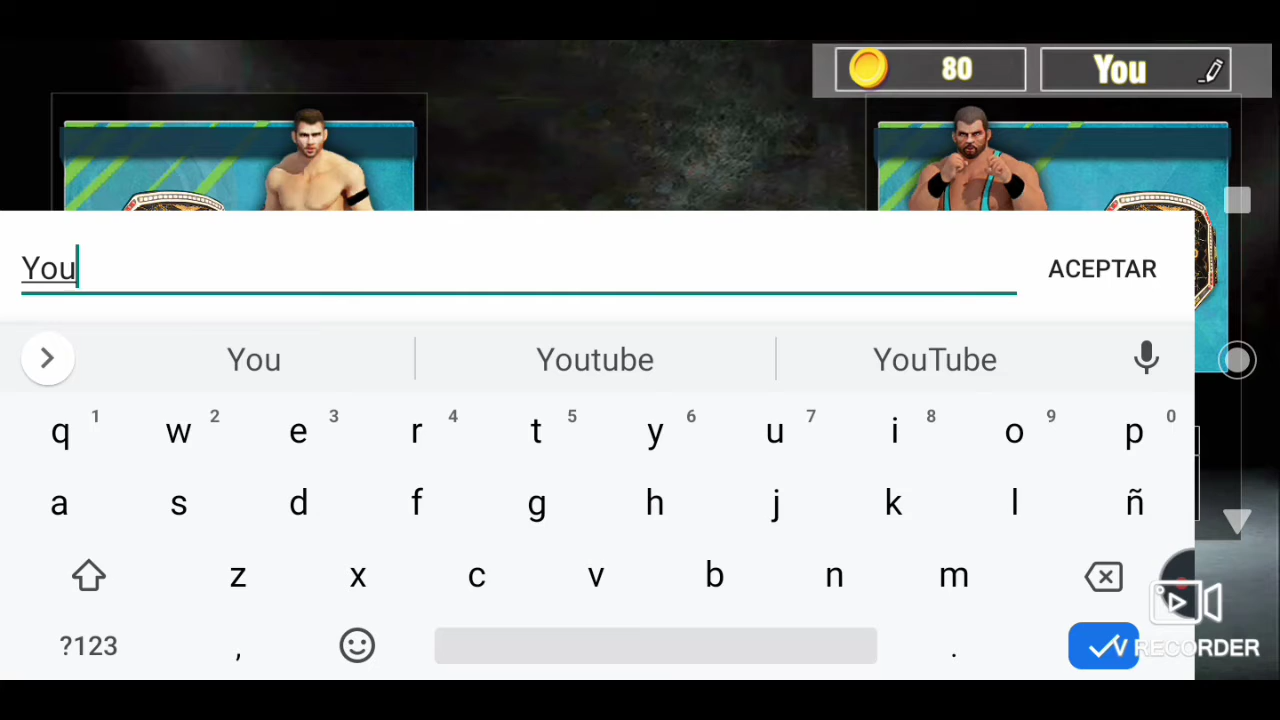 80 You
You ACEPTAR
You Youtube YouTube
q 1 w 2 e 3 r 4 t 5 y 6 u 7 i 8 o 9 p 0
a s d f g h j k l ñ
z x c v b n m
?123 , .
V RECORDER